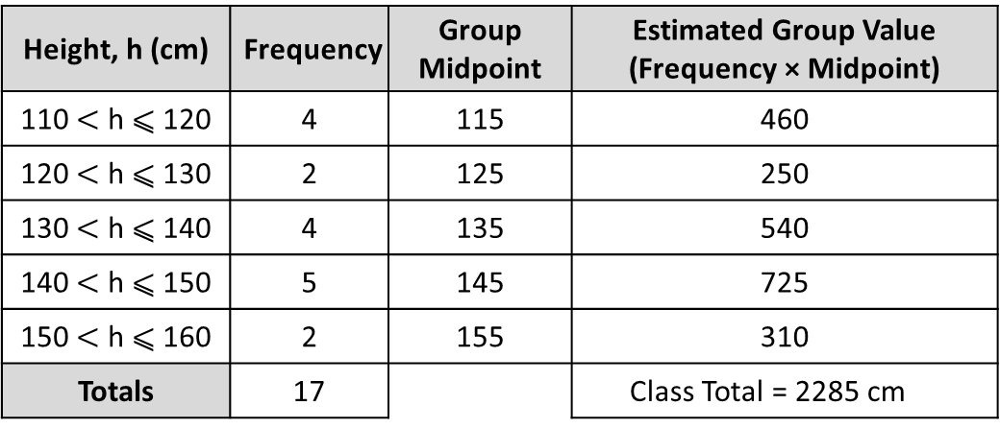 Height, h (cm) Frequency Group Midpoint Estimated Group Value (Frequency × Midpoint)
110 < h ⩽ 120 4 115 460
120 < h ⩽ 130 2 125 250
130 < h ⩽ 140 4 135 540
140 < h ⩽ 150 5 145 725
150 < h ⩽ 160 2 155 310
Totals 17 Class Total = 2285 cm